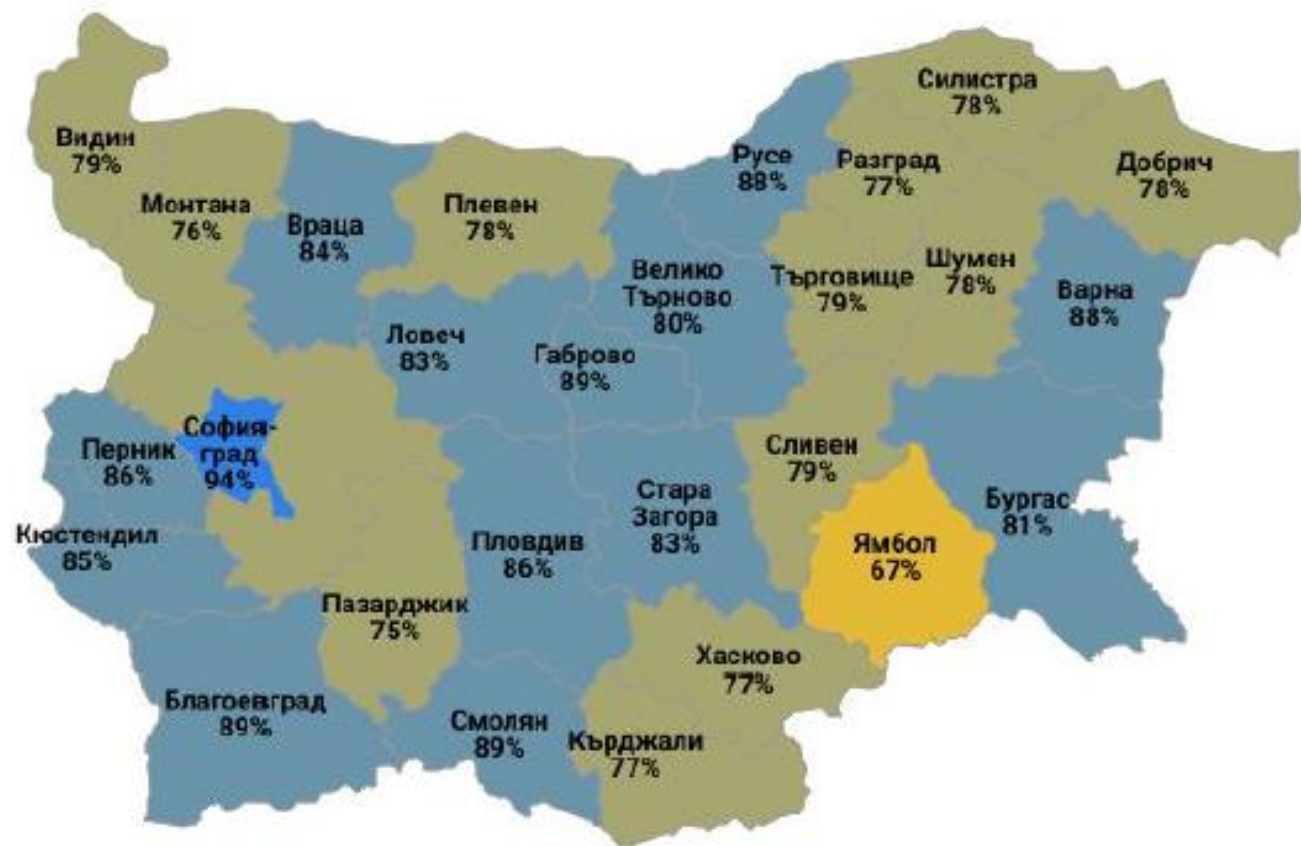 Силистра
78%
Видин
79%
Русе
88%
Разград
77%
Добрич
78%
Монтана
76%
Враца
84%
Плевен
78%
Велико
Търново
80%
Търговище
79%
Шумен
78%
Варна
88%
Ловеч
83%
Габрово
89%
София-
град
94%
Перник
86%
Сливен
79%
Стара
Загора
83%
Бургас
81%
Кюстендил
85%
Пловдив
86%
Ямбол
67%
Пазарджик
75%
Хасково
77%
Благоевград
89%
Смолян
89%
Кърджали
77%